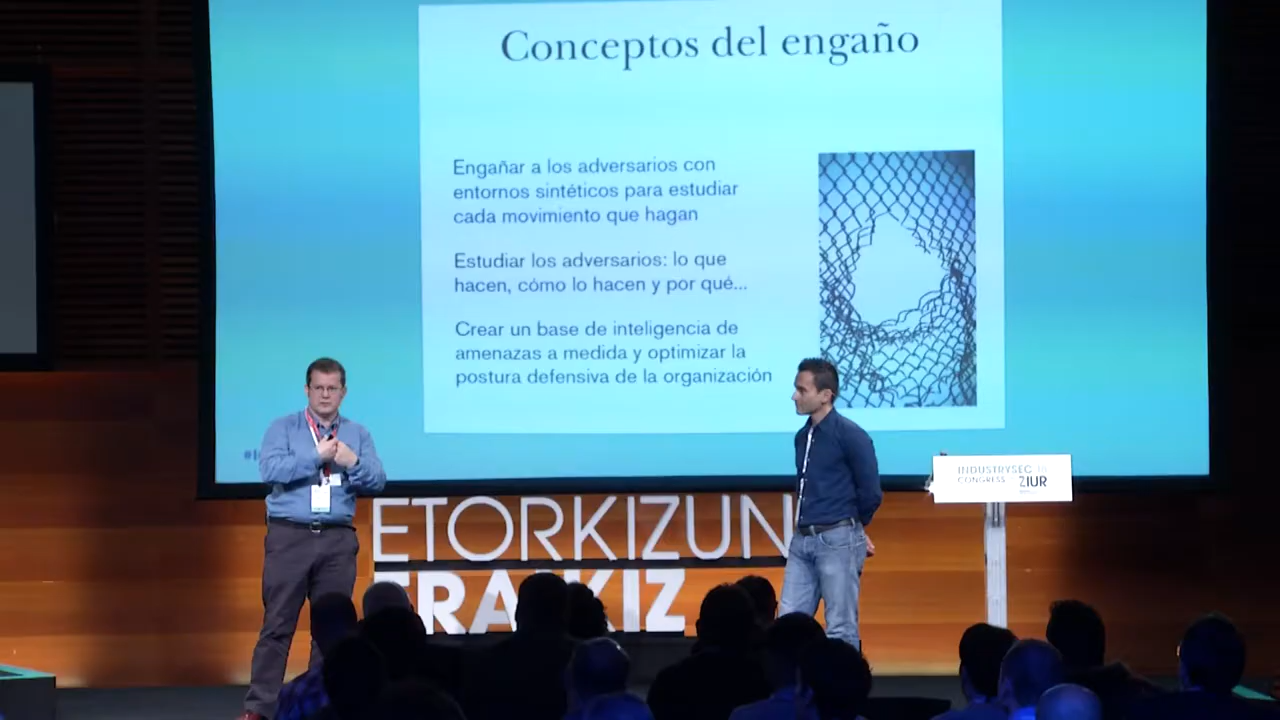 Conceptos del engaño
Engañar a los adversarios con
entornos sintéticos para estudiar
cada movimiento que hagan
Estudiar los adversarios: lo que
hacen, cómo lo hacen y por qué...
Crear un base de inteligencia de
amenazas a medida y optimizar la
postura defensiva de la organización
INDUSTRYSEC
CONGRESS ZIUR
ETORKIZUN